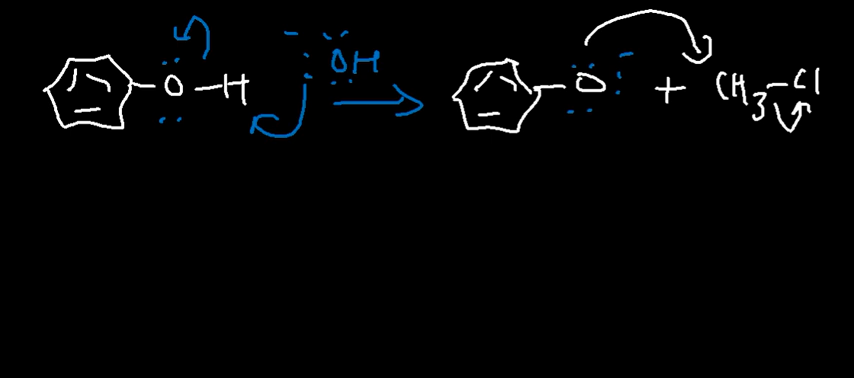 O-H -:OH O:- + CH3-Cl